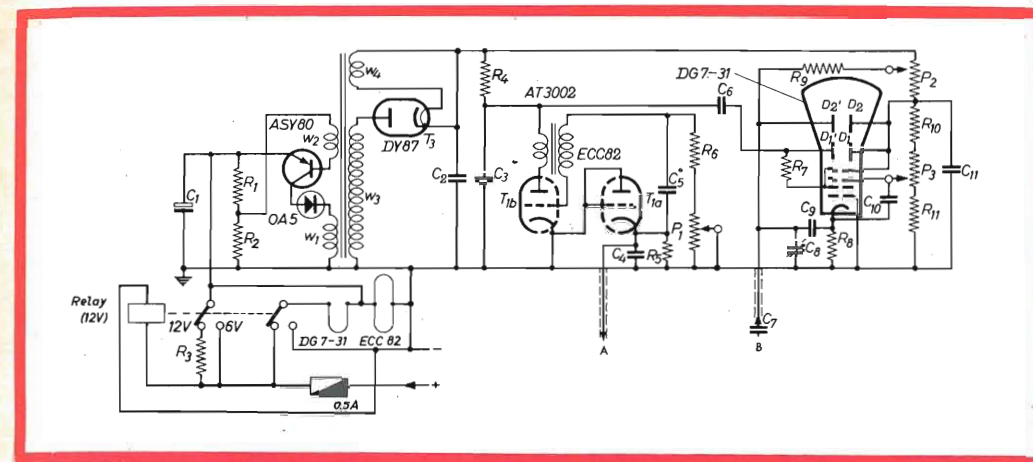 W4
R4
DG7-31
R9
P2
C6
AT3002
D2' D2
ASY80
DY87
T3
R10
W2
D1' D1
ECC82
R6
C1
R1
C2
C3
R7
P3
C11
W3
T1b
T1a
C5
OA5
C10
C9
P1
R2
W1
R8
R11
C4
R5
C8
Relay
(12V)
12V
6V
DG7-31
ECC 82
C7
R3
−
A
B
+
0.5A